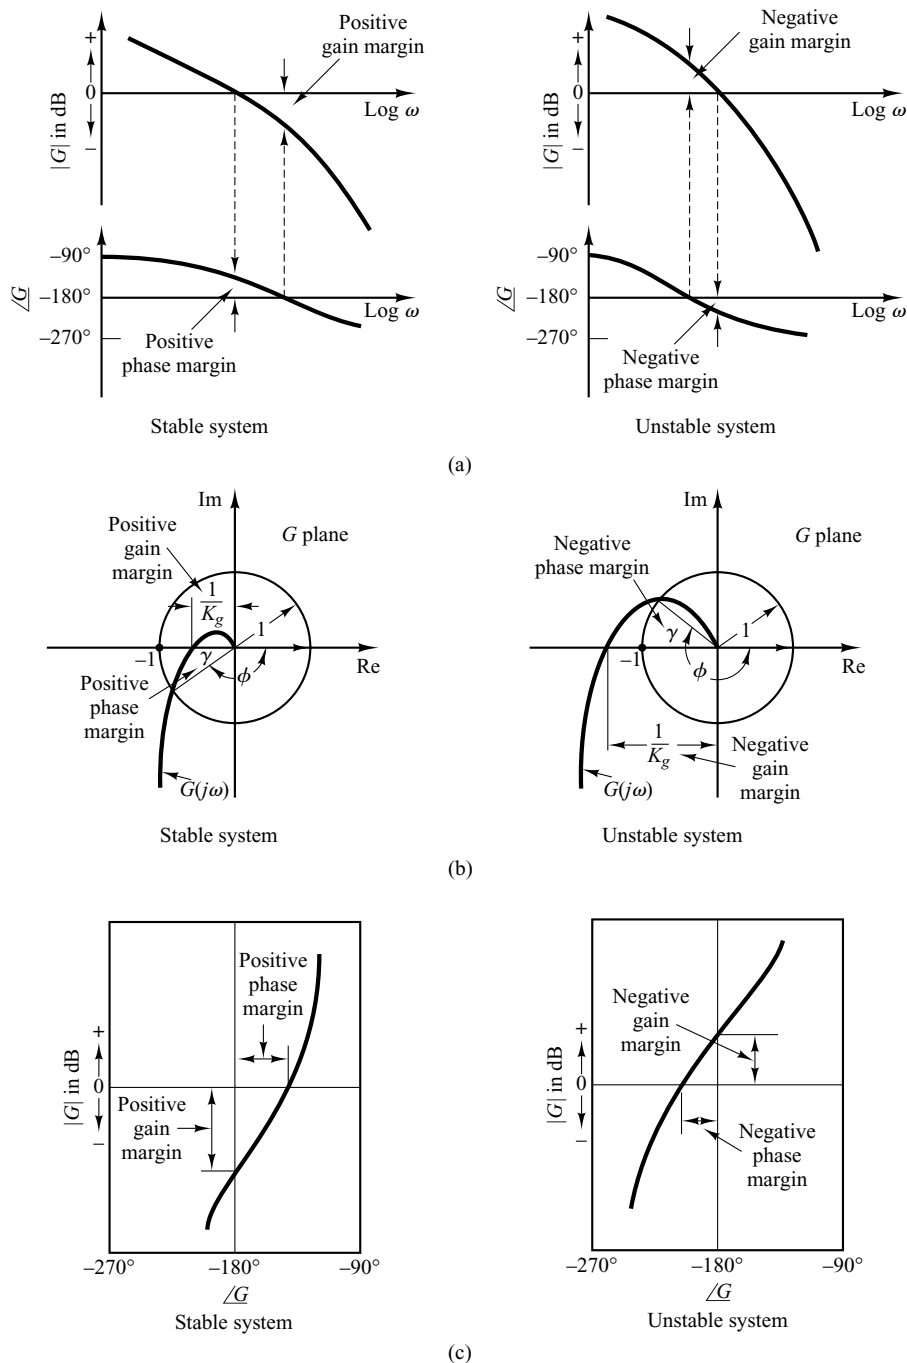 Positive
gain margin
+
0
−
|G| in dB
Log ω
−90°
−180°
−270°
∠G
Log ω
Positive
phase margin
Stable system
Negative
gain margin
+
0
−
|G| in dB
Log ω
−90°
−180°
−270°
∠G
Log ω
Negative
phase margin
Unstable system
(a)
Im
Positive
gain
margin
G plane
1
Kg
1
−1
γ
ϕ
Re
Positive
phase
margin
G(jω)
Stable system
Im
Negative
phase margin
G plane
γ
1
−1
ϕ
Re
1
Kg
Negative
gain
margin
G(jω)
Unstable system
(b)
Positive
phase
margin
+
0
−
|G| in dB
Positive
gain
margin
−270°
−180°
−90°
∠G
Stable system
Negative
gain
margin
+
0
−
|G| in dB
Negative
phase
margin
−270°
−180°
−90°
∠G
Unstable system
(c)